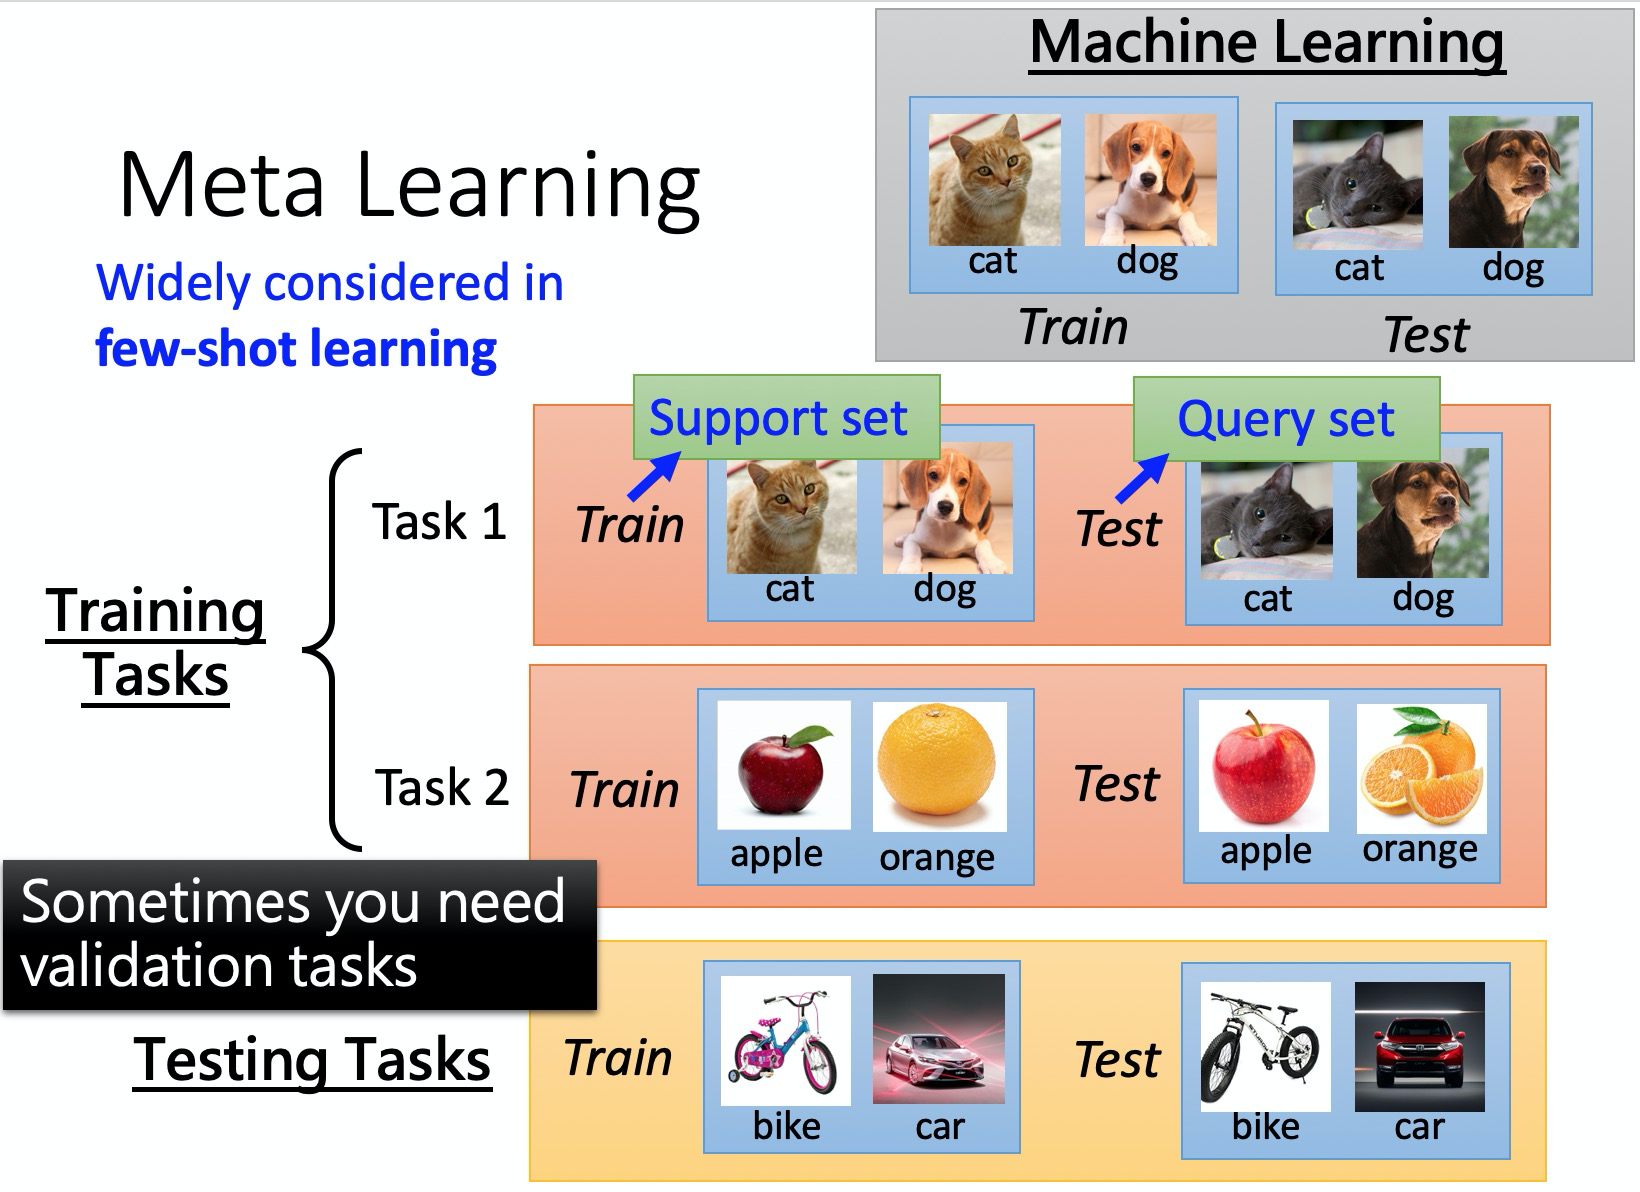 Machine Learning
cat
dog
cat
dog
Train
Test
Meta Learning
Widely considered in
few-shot learning
Support set
Query set
Training
Tasks
Task 1
Train
cat
dog
Test
cat
dog
Task 2
Train
apple
orange
Test
apple
orange
Sometimes you need
validation tasks
Testing Tasks
Train
bike
car
Test
bike
car